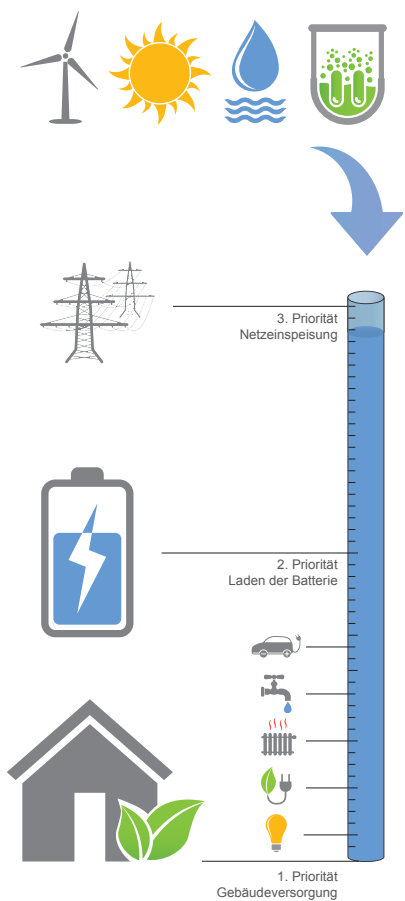 3. Priorität
Netzeinspeisung
2. Priorität
Laden der Batterie
1. Priorität
Gebäudeversorgung